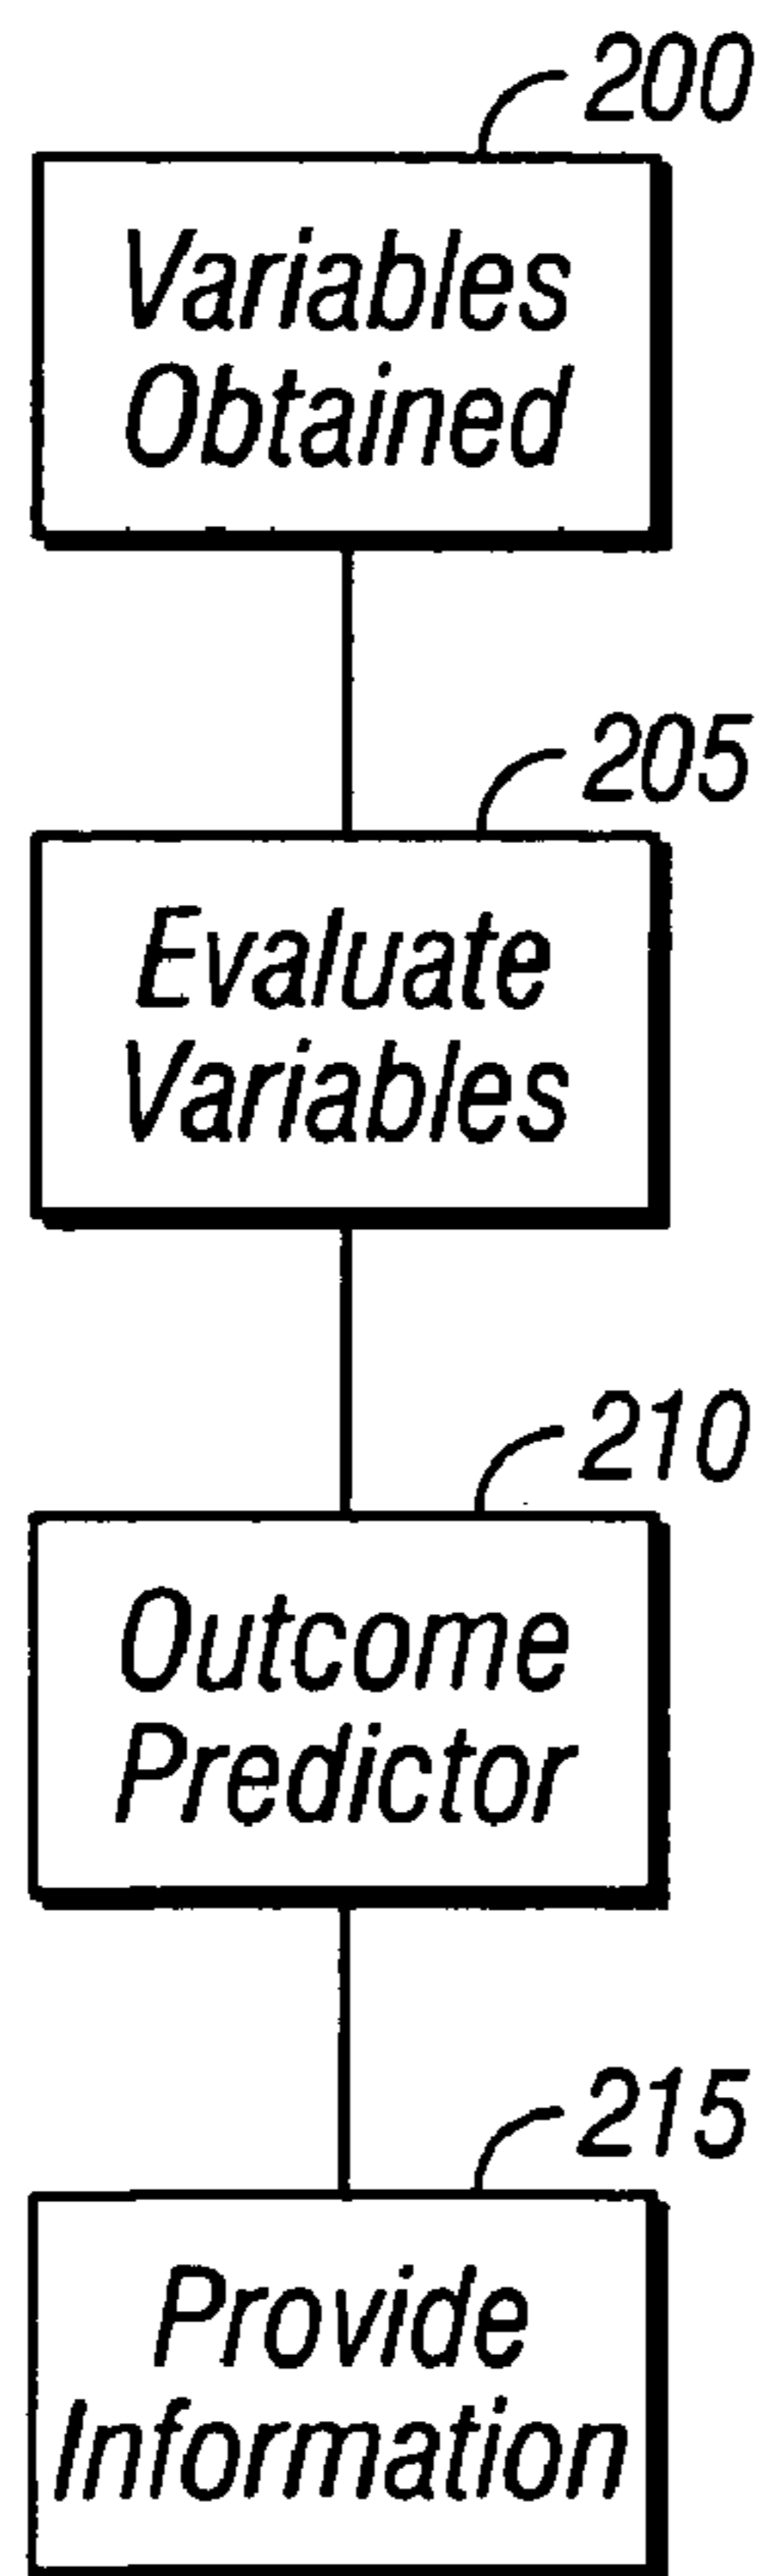 200
Variables
Obtained
205
Evaluate
Variables
210
Outcome
Predictor
215
Provide
Information